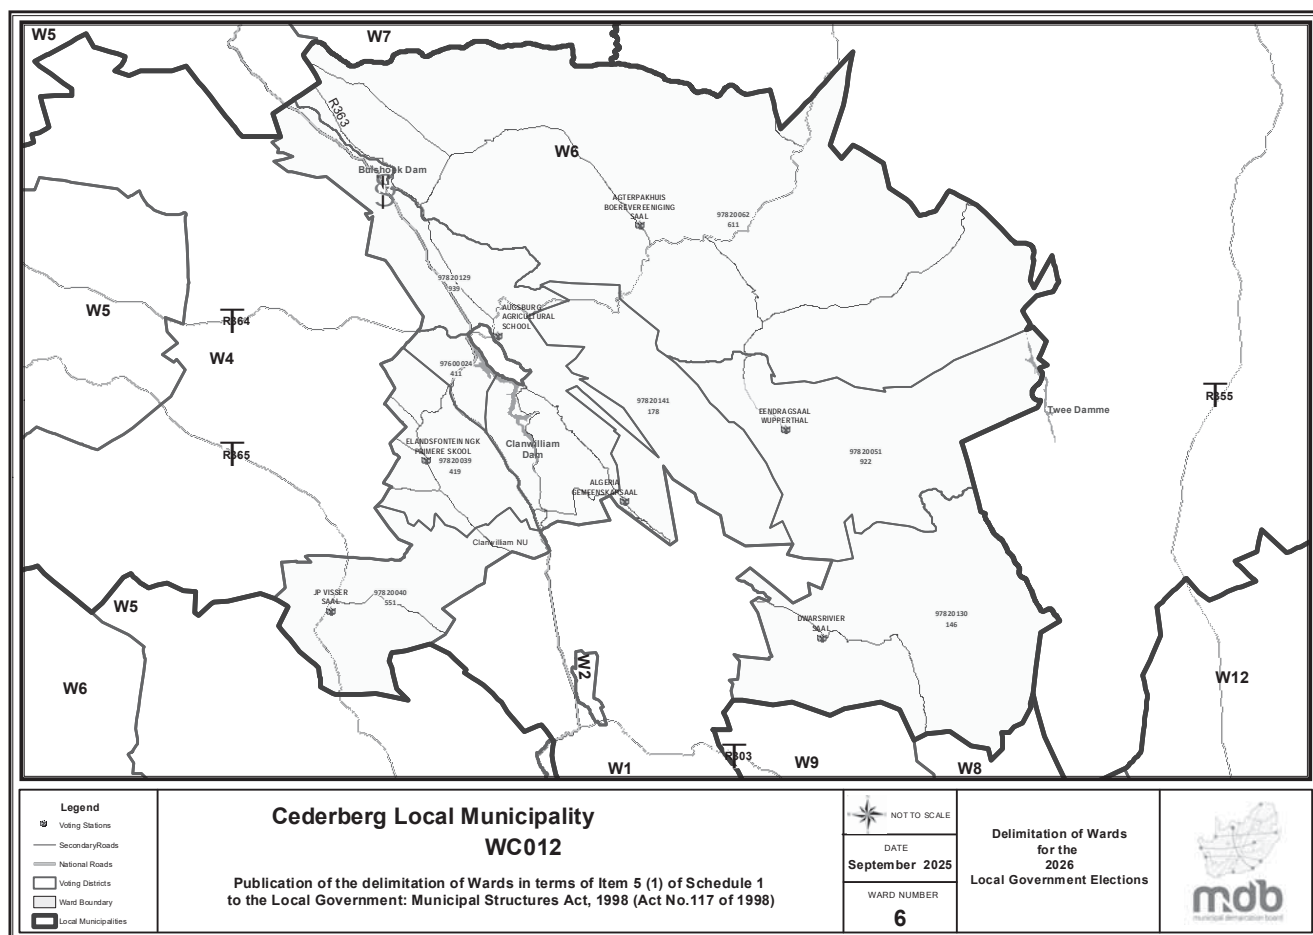 W5
W7
R363
W6
Bulshoek Dam
AGTERPAKHUIS
BOEREVEREENIGING
SAAL
97820062
611
97820129
939
AUGSBURG
AGRICULTURAL
SCHOOL
W5
R364
W4
97600024
411
97820141
178
EENDRAGSAAL
WUPPERTHAL
R355
Twee Damme
ELANDSFONTEIN NGK
PRIMERE SKOOL
97820039
419
Clanwilliam
Dam
R365
97820051
922
ALGERIA
GEMEENSKAPSAAL
Clanwilliam NU
W5
JP VISSER
SAAL
97820040
551
DWARSRIVIER
SAAL
97820130
146
W6
W2
W12
W1
R303
W9
W8
Legend
Voting Stations
SecondaryRoads
National Roads
Voting Districts
Ward Boundary
Local Municipalities
Cederberg Local Municipality
WC012
Publication of the delimitation of Wards in terms of Item 5 (1) of Schedule 1
to the Local Government: Municipal Structures Act, 1998 (Act No.117 of 1998)
NOT TO SCALE
DATE
September 2025
WARD NUMBER
6
Delimitation of Wards
for the
2026
Local Government Elections
mdb
municipal demarcation board